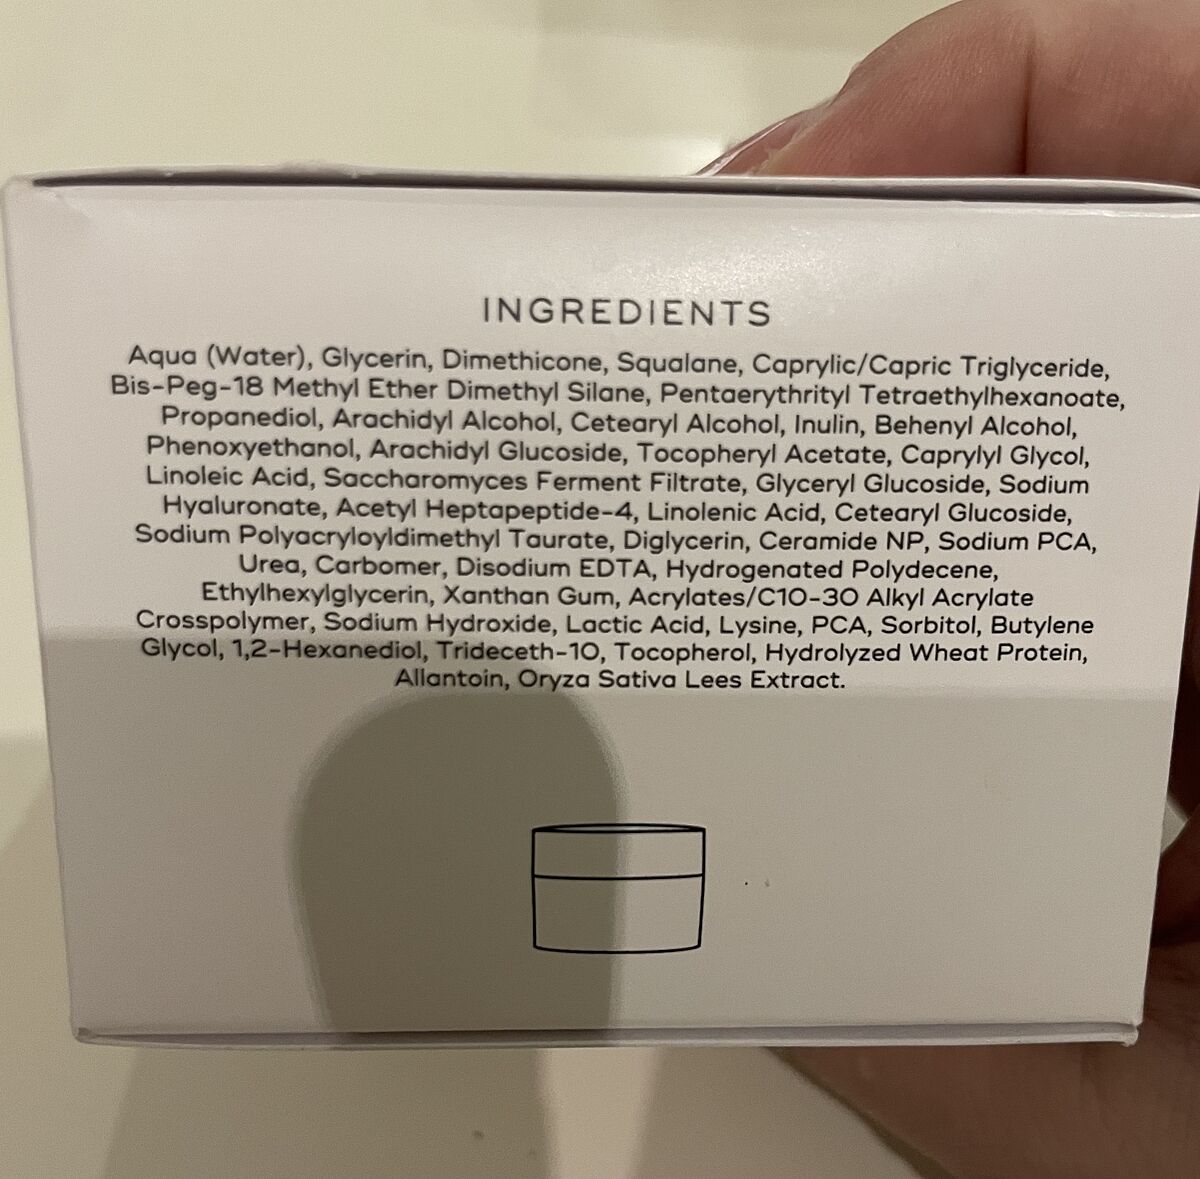 INGREDIENTS
Aqua (Water), Glycerin, Dimethicone, Squalane, Caprylic/Capric Triglyceride,
Bis-Peg-18 Methyl Ether Dimethyl Silane, Pentaerythrityl Tetraethylhexanoate,
Propanediol, Arachidyl Alcohol, Cetearyl Alcohol, Inulin, Behenyl Alcohol,
Phenoxyethanol, Arachidyl Glucoside, Tocopheryl Acetate, Caprylyl Glycol,
Linoleic Acid, Saccharomyces Ferment Filtrate, Glyceryl Glucoside, Sodium
Hyaluronate, Acetyl Heptapeptide-4, Linolenic Acid, Cetearyl Glucoside,
Sodium Polyacryloyldimethyl Taurate, Diglycerin, Ceramide NP, Sodium PCA,
Urea, Carbomer, Disodium EDTA, Hydrogenated Polydecene,
Ethylhexylglycerin, Xanthan Gum, Acrylates/C10-30 Alkyl Acrylate
Crosspolymer, Sodium Hydroxide, Lactic Acid, Lysine, PCA, Sorbitol, Butylene
Glycol, 1,2-Hexanediol, Trideceth-10, Tocopherol, Hydrolyzed Wheat Protein,
Allantoin, Oryza Sativa Lees Extract.